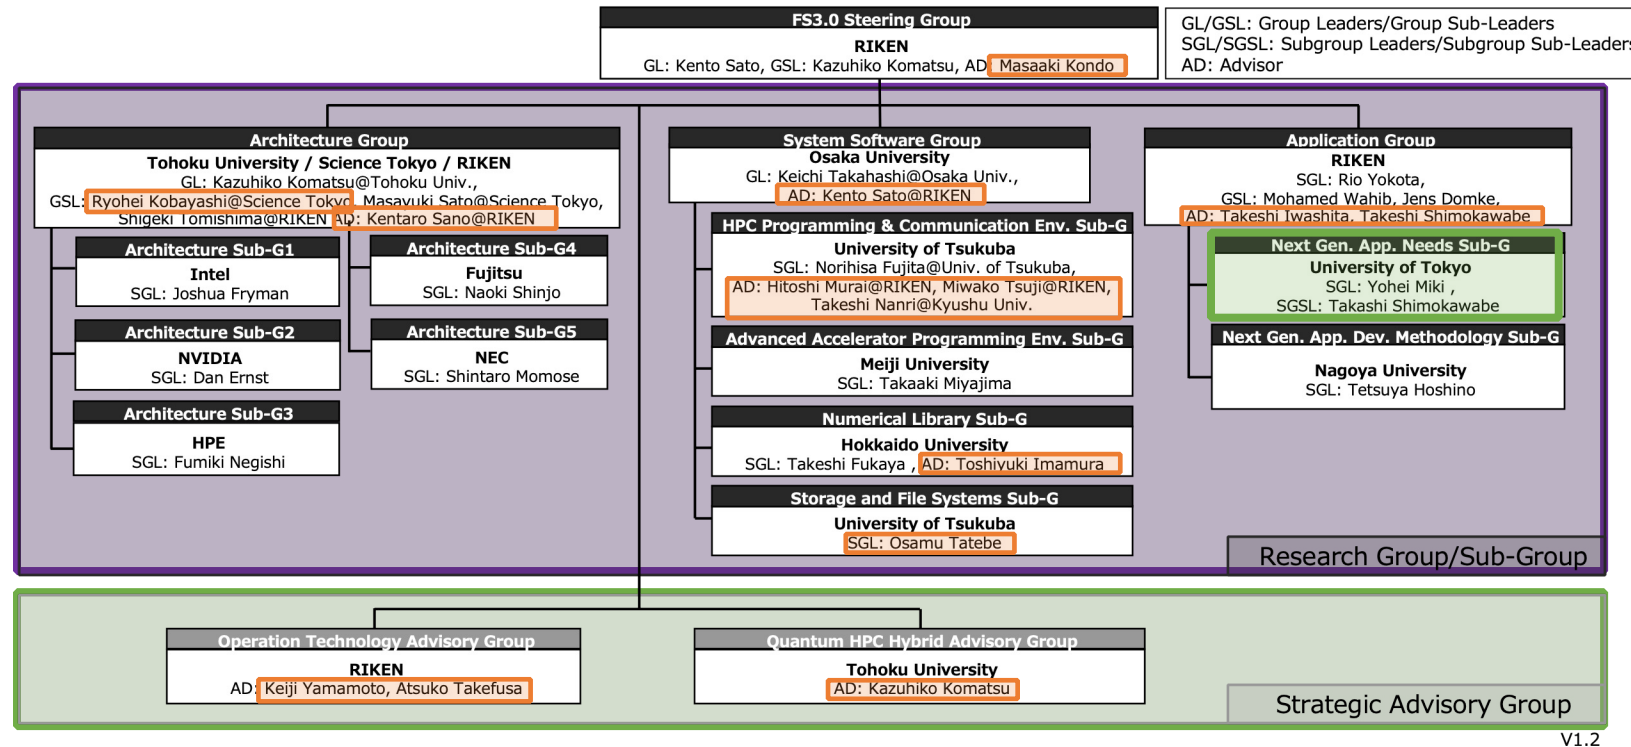 FS3.0 Steering Group
RIKEN
GL: Kento Sato, GSL: Kazuhiko Komatsu, AD: Masaaki Kondo
GL/GSL: Group Leaders/Group Sub-Leaders
SGL/SGSL: Subgroup Leaders/Subgroup Sub-Leaders
AD: Advisor
Architecture Group
Tohoku University / Science Tokyo / RIKEN
GL: Kazuhiko Komatsu@Tohoku Univ.,
GSL: Ryohei Kobayashi@Science Tokyo, Masayuki Sato@Science Tokyo,
Shigeki Tomishima@RIKEN AD: Kentaro Sano@RIKEN
Architecture Sub-G1
Intel
SGL: Joshua Fryman
Architecture Sub-G2
NVIDIA
SGL: Dan Ernst
Architecture Sub-G3
HPE
SGL: Fumiki Negishi
Architecture Sub-G4
Fujitsu
SGL: Naoki Shinjo
Architecture Sub-G5
NEC
SGL: Shintaro Momose
System Software Group
Osaka University
GL: Keichi Takahashi@Osaka Univ.,
AD: Kento Sato@RIKEN
HPC Programming & Communication Env. Sub-G
University of Tsukuba
SGL: Norihisa Fujita@Univ. of Tsukuba,
AD: Hitoshi Murai@RIKEN, Miwako Tsuji@RIKEN,
Takeshi Nanri@Kyushu Univ.
Advanced Accelerator Programming Env. Sub-G
Meiji University
SGL: Takaaki Miyajima
Numerical Library Sub-G
Hokkaido University
SGL: Takeshi Fukaya , AD: Toshiyuki Imamura
Storage and File Systems Sub-G
University of Tsukuba
SGL: Osamu Tatebe
Application Group
RIKEN
SGL: Rio Yokota,
GSL: Mohamed Wahib, Jens Domke,
AD: Takeshi Iwashita, Takeshi Shimokawabe
Next Gen. App. Needs Sub-G
University of Tokyo
SGL: Yohei Miki ,
SGSL: Takashi Shimokawabe
Next Gen. App. Dev. Methodology Sub-G
Nagoya University
SGL: Tetsuya Hoshino
Research Group/Sub-Group
Operation Technology Advisory Group
RIKEN
AD: Keiji Yamamoto, Atsuko Takefusa
Quantum HPC Hybrid Advisory Group
Tohoku University
AD: Kazuhiko Komatsu
Strategic Advisory Group
V1.2